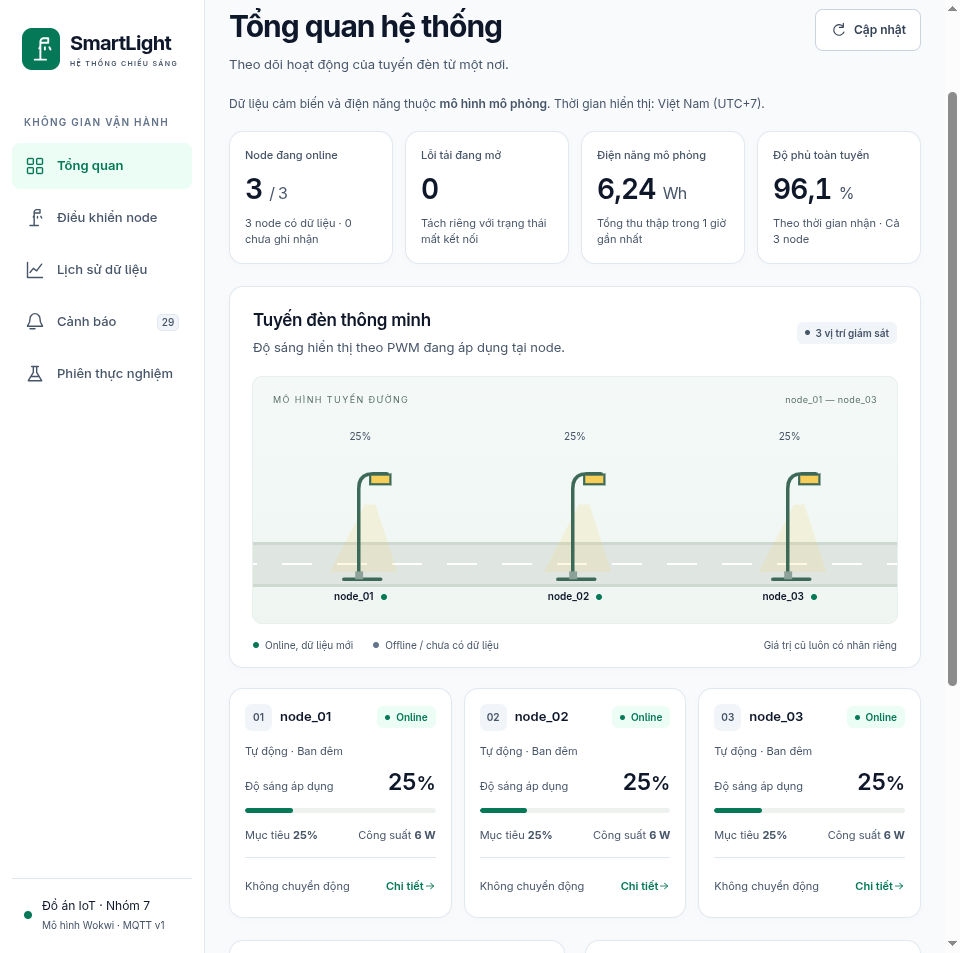 SmartLight
HỆ THỐNG CHIẾU SÁNG
KHÔNG GIAN VẬN HÀNH
Tổng quan
Điều khiển node
Lịch sử dữ liệu
Cảnh báo 29
Phiên thực nghiệm
Đồ án IoT · Nhóm 7
Mô hình Wokwi · MQTT v1
Tổng quan hệ thống
Cập nhật
Theo dõi hoạt động của tuyến đèn từ một nơi.
Dữ liệu cảm biến và điện năng thuộc mô hình mô phỏng. Thời gian hiển thị: Việt Nam (UTC+7).
Node đang online
3 / 3
3 node có dữ liệu · 0
chưa ghi nhận
Lỗi tải đang mở
0
Tách riêng với trạng thái
mất kết nối
Điện năng mô phỏng
6,24 Wh
Tổng thu thập trong 1 giờ
gần nhất
Độ phủ toàn tuyến
96,1 %
Theo thời gian nhận · Cả
3 node
Tuyến đèn thông minh
Độ sáng hiển thị theo PWM đang áp dụng tại node.
3 vị trí giám sát
MÔ HÌNH TUYẾN ĐƯỜNG
node_01 — node_03
25% 25% 25%
node_01 node_02 node_03
Online, dữ liệu mới
Offline / chưa có dữ liệu
Giá trị cũ luôn có nhãn riêng
01 node_01 Online
Tự động · Ban đêm
Độ sáng áp dụng 25%
Mục tiêu 25% Công suất 6 W
Không chuyển động Chi tiết→
02 node_02 Online
Tự động · Ban đêm
Độ sáng áp dụng 25%
Mục tiêu 25% Công suất 6 W
Không chuyển động Chi tiết→
03 node_03 Online
Tự động · Ban đêm
Độ sáng áp dụng 25%
Mục tiêu 25% Công suất 6 W
Không chuyển động Chi tiết→